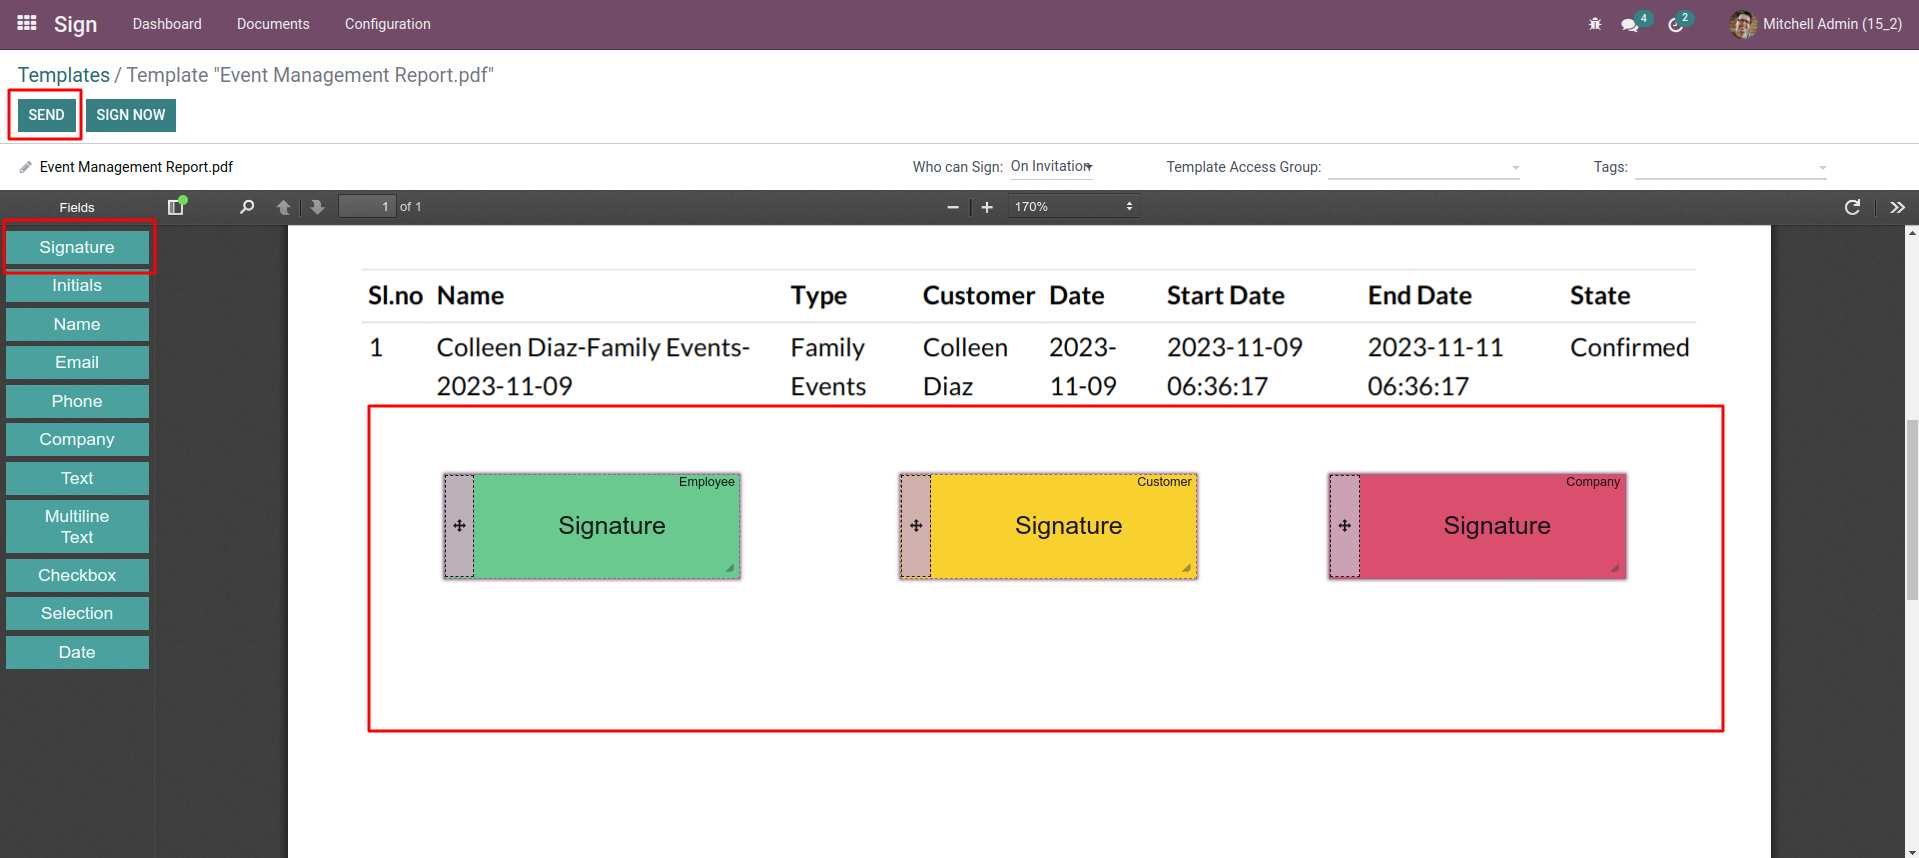 Sign Dashboard Documents Configuration 4 2 Mitchell Admin (15_2)
Templates / Template "Event Management Report.pdf"
SEND SIGN NOW
Event Management Report.pdf Who can Sign: On Invitation Template Access Group: Tags:
Fields 1 of 1 170%
Signature
Initials
Name
Email
Phone
Company
Text
Multiline
Text
Checkbox
Selection
Date
Sl.no Name Type Customer Date Start Date End Date State
1 Colleen Diaz-Family Events- Family Colleen 2023- 2023-11-09 2023-11-11 Confirmed
2023-11-09 Events Diaz 11-09 06:36:17 06:36:17
Employee Customer Company
Signature Signature Signature